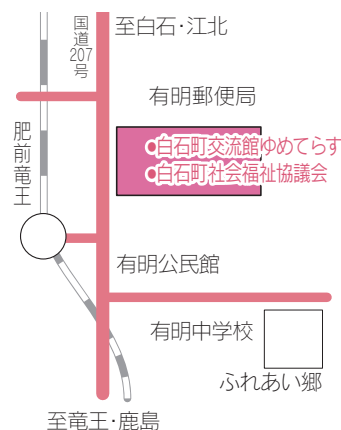 国道207号
至白石・江北
有明郵便局
肥前竜王
●白石町交流館ゆめてらす
●白石町社会福祉協議会
有明公民館
有明中学校
ふれあい郷
至竜王・鹿島